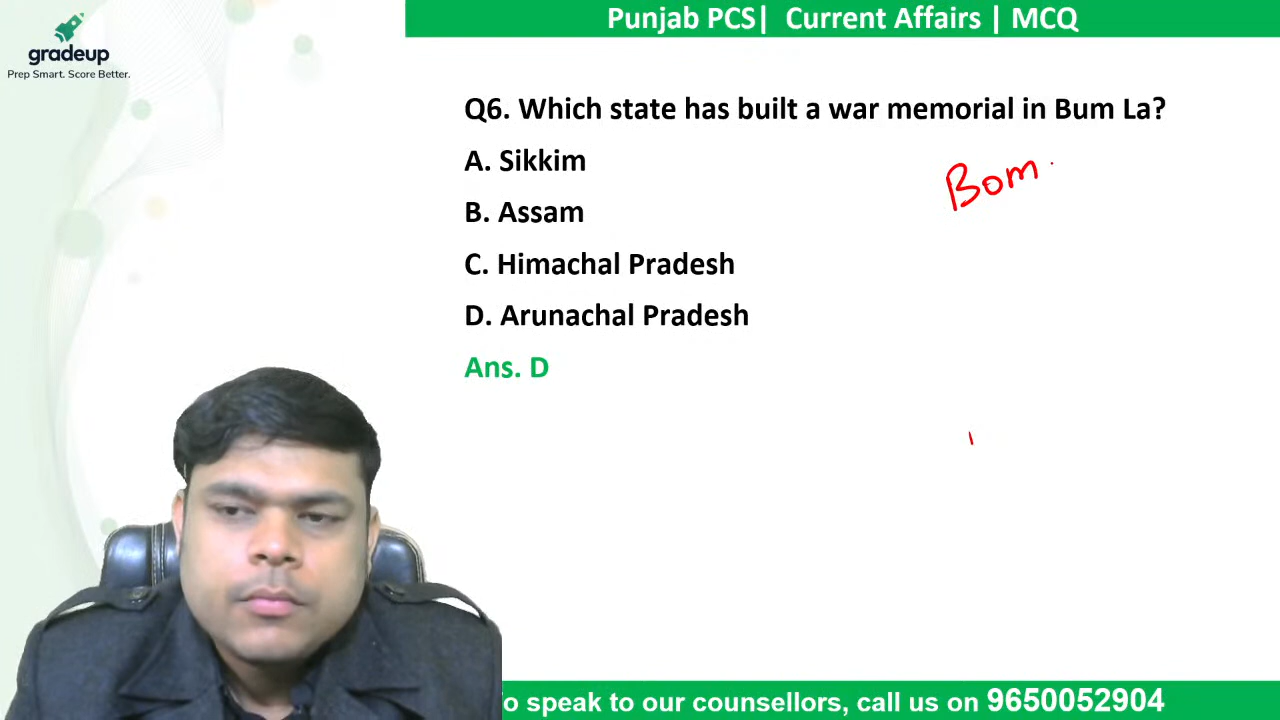 gradeup
Prep Smart. Score Better.
Punjab PCS| Current Affairs | MCQ
Q6. Which state has built a war memorial in Bum La?
A. Sikkim
Bom
B. Assam
C. Himachal Pradesh
D. Arunachal Pradesh
Ans. D
To speak to our counsellors, call us on 9650052904